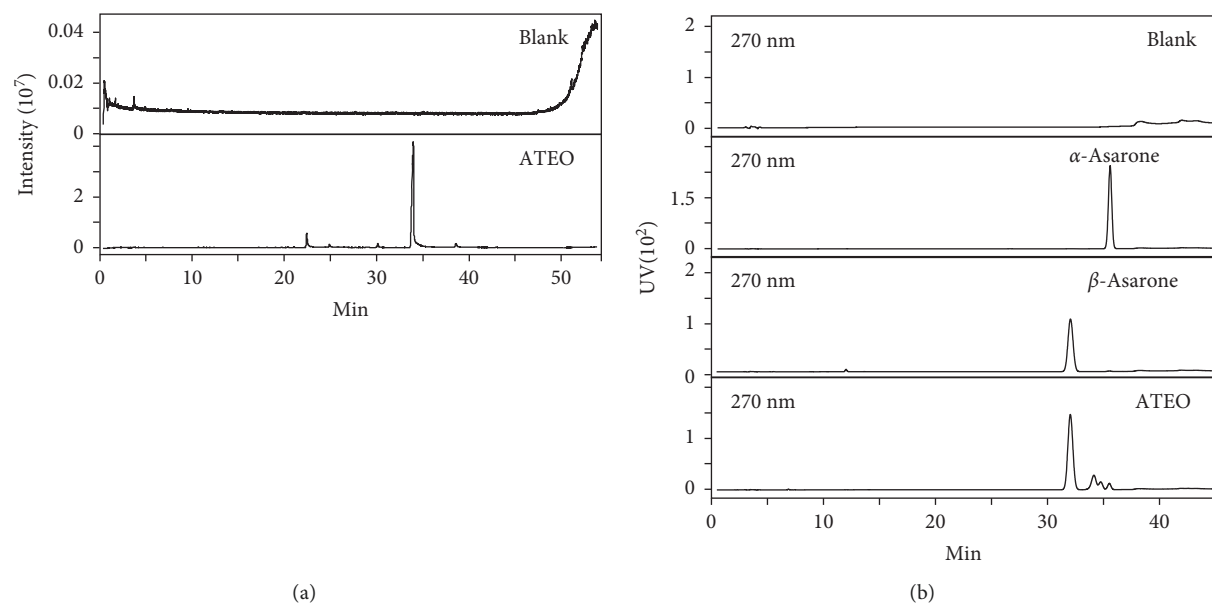 Intensity (10⁷)
0.04
0.02
0
Blank
2
0
ATEO
0 10 20 30 40 50
Min
(a)
UV(10²)
2
1
0
270 nm Blank
1.5
0
270 nm α-Asarone
2
1
0
270 nm β-Asarone
1
0
270 nm ATEO
0 10 20 30 40
Min
(b)